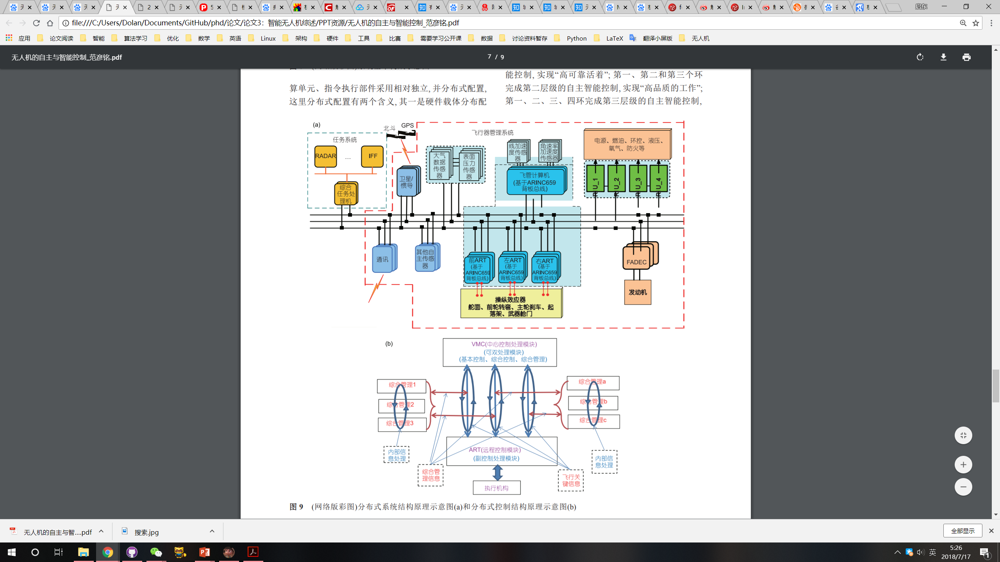 启东
file:///C:/Users/Dolan/Documents/GitHub/phd/论文/论文3：智能无人机综述/PPT资源/无人机的自主与智能控制_范彦铭.pdf
应用 论文阅读 智能 算法学习 优化 数学 英语 Linux 架构 硬件 工具 比赛 需要学习公开课 数据 讨论资料暂存 Python LaTeX 翻译小屏版 无人机
无人机的自主与智能控制_范彦铭.pdf
7 / 9
算单元、指令执行部件采用相对独立, 并分布式配置,
这里分布式配置有两个含义, 其一是硬件载体分布配
能控制, 实现“高可靠活着”; 第一、第二和第三个环
完成第二层级的自主智能控制, 实现“高品质的工作”;
第一、二、三、四环完成第三层级的自主智能控制,
(a)
北斗
GPS
任务系统
RADAR
...
IFF
综合
任务处
理机
飞行器管理系统
卫星/
惯导
大气
数据
传感
器
表面
压力
传感
器
线加速
度传感
器
角速率
加速度
传感器
飞管计算机
(基于ARINC659
背板总线)
电源、燃油、环控、液压、
氧气、防火等
RIU_1
RIU_2
RIU_3
RIU_4
通讯
其他自
主传感
器
前ART
(基于
ARINC659
背板总线)
左ART
(基于
ARINC659
背板总线)
右ART
(基于
ARINC659
背板总线)
FADEC
发动机
操纵效应器
舵面、前轮转弯、主轮刹车、起
落架、武器舱门
(b)
VMC(中心控制处理模块)
(可双处理模块)
(基本控制、综合控制、综合管理)
综合管理1
综合管理2
综合管理3
综合管理a
综合管理b
综合管理c
内部信
息处理
综合管
理信息
ART(远程控制模块)
(副控制处理模块)
飞行关
键信息
内部信
息处理
执行机构
图 9 (网络版彩图)分布式系统结构原理示意图(a)和分布式控制结构原理示意图(b)
无人机的自主与智....pdf
搜索.jpg
全部显示
英
5:26
2018/7/17
1